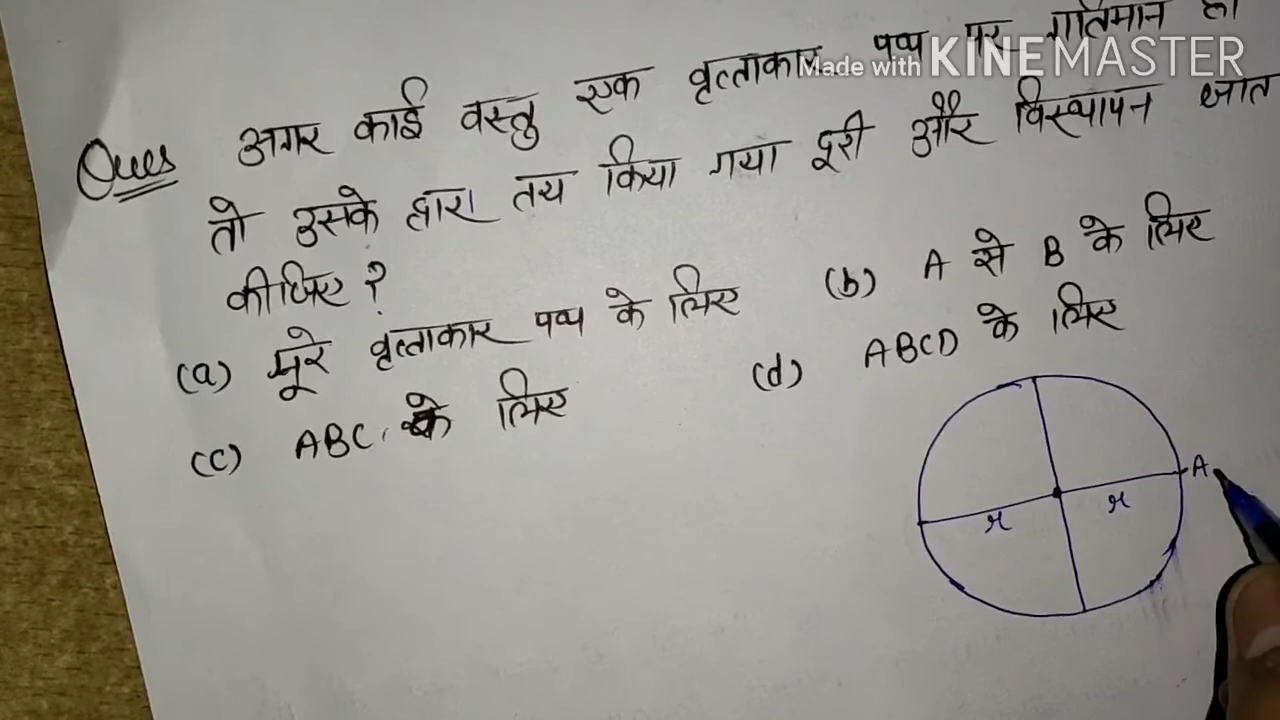 Made with KINEMASTER
Ques अगर कोई वस्तु एक वृत्ताकार पथ पर गतिमान हो
तो उसके द्वारा तय किया गया दूरी और विस्थापन ज्ञात
कीजिए ?
(a) पूरे वृत्ताकार पथ के लिए (b) A से B के लिए
(c) ABC के लिए (d) ABCD के लिए
A
r r